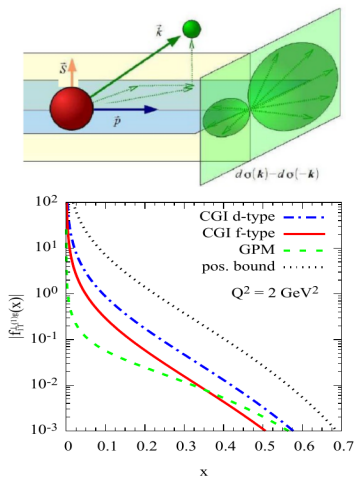 k
S
p̂
dσ(k)−dσ(−k)
CGI d-type
CGI f-type
GPM
pos. bound
Q² = 2 GeV²
10²
10¹
10⁰
10⁻¹
10⁻²
10⁻³
0 0.1 0.2 0.3 0.4 0.5 0.6 0.7
x